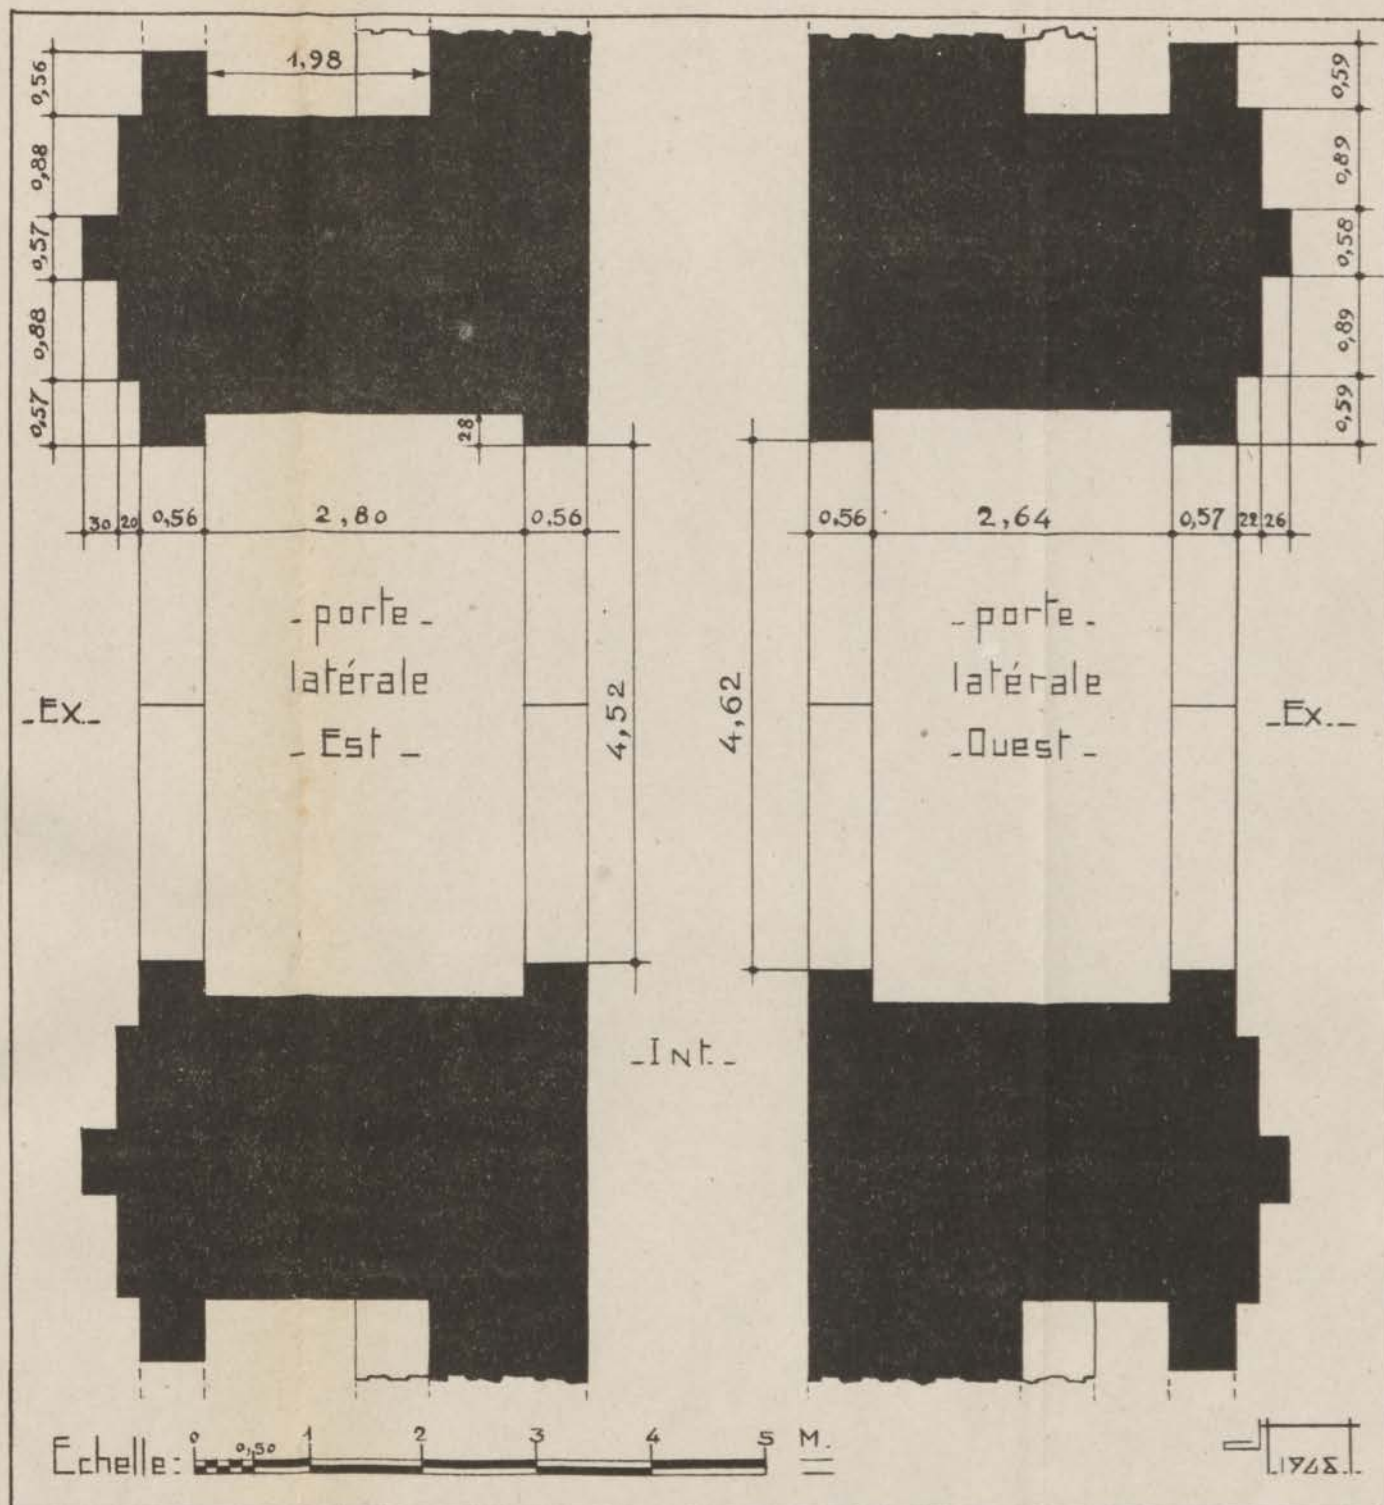 1,98
0,56
0,88
0,57
0,88
0,57
0,59
0,89
0,58
0,89
0,59
28
30 20 0,56 2,80 0,56
0,56 2,64 0,57 22 26
- porte -
latérale
- Est -
- porte -
latérale
- Ouest -
- Ex. -
4,52
4,62
- Ex. -
- Int. -
Echelle: 0 0,50 1 2 3 4 5 M.